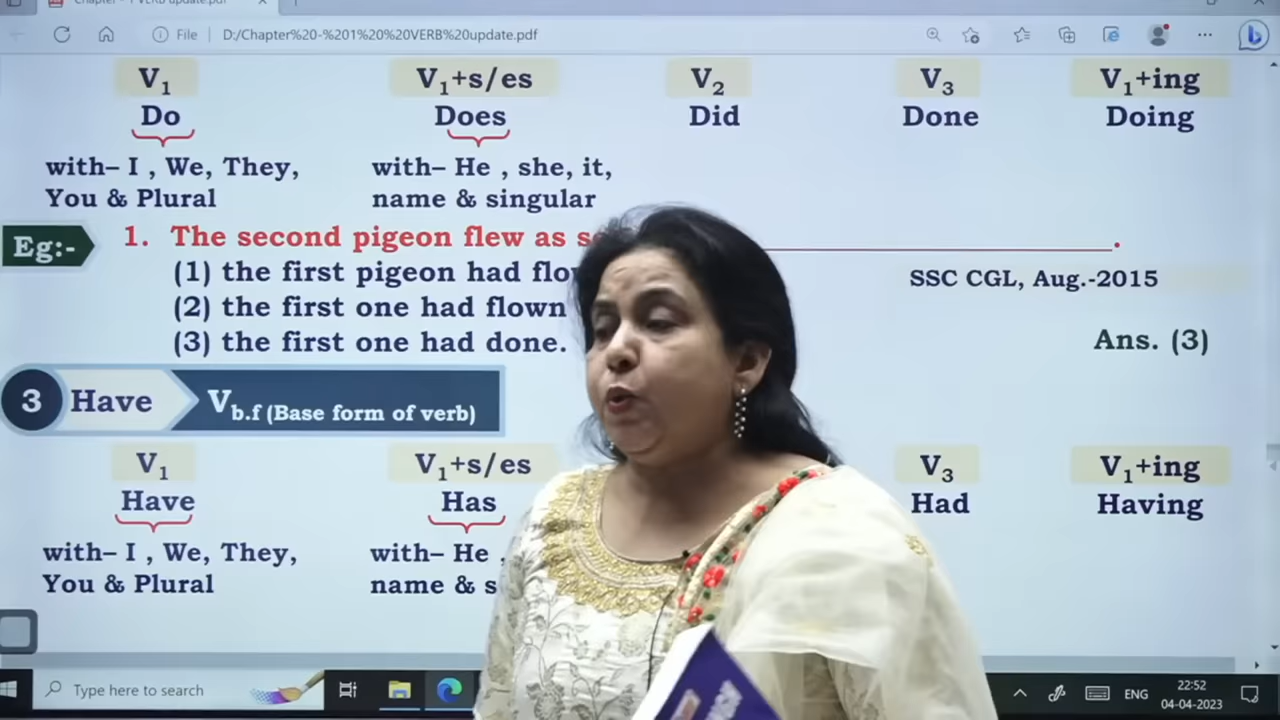 File D:/Chapter%20-%201%20%20VERB%20update.pdf
V1 V1+s/es V2 V3 V1+ing
Do Does Did Done Doing
with– I , We, They, with– He , she, it,
You & Plural name & singular
Eg:- 1. The second pigeon flew as .
(1) the first pigeon had
SSC CGL, Aug.-2015
(2) the first one had flown
(3) the first one had done. Ans. (3)
3 Have Vb.f (Base form of verb)
V1 V1+s/es V3 V1+ing
Have Has Had Having
with– I , We, They, with– He
You & Plural name &
Type here to search ENG 22:52
04-04-2023